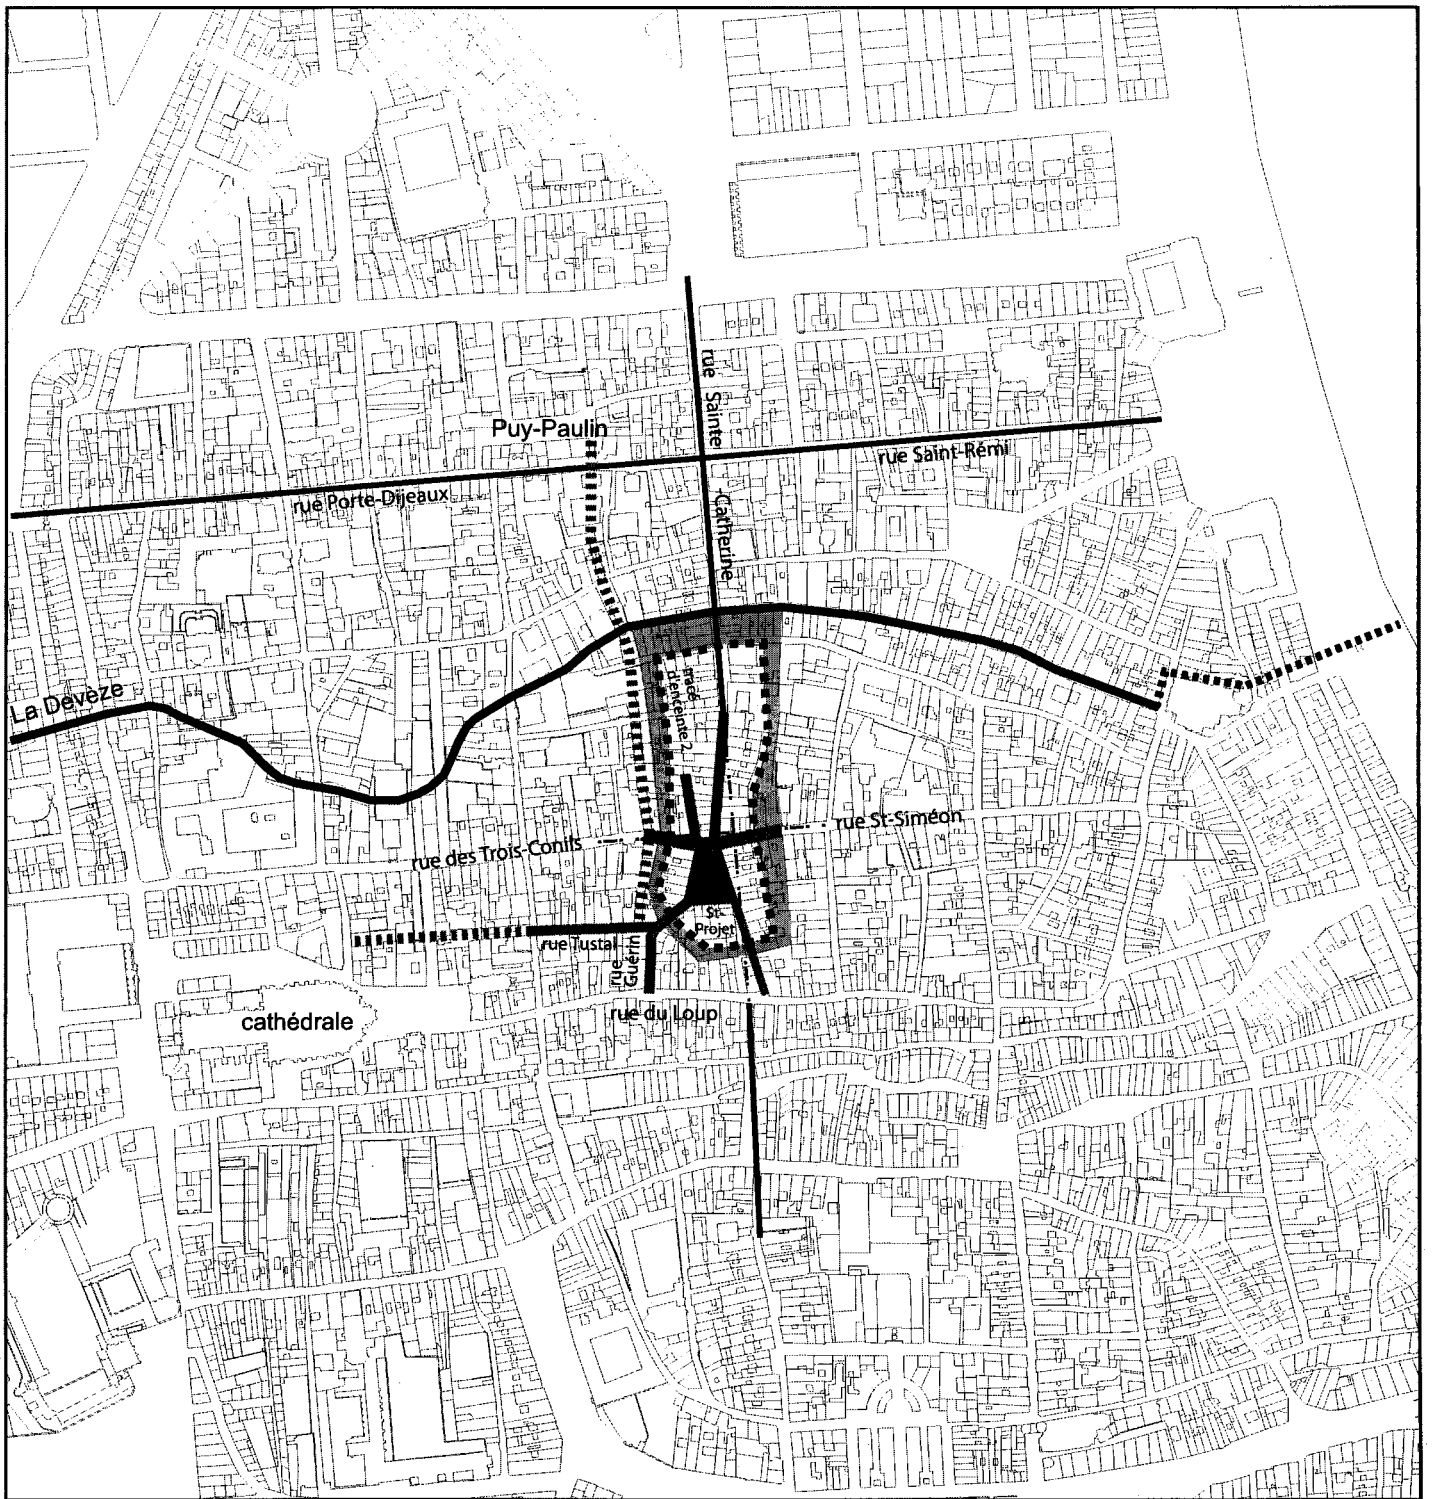 rue Sainte-Catherine
Puy-Paulin
rue Saint-Rémi
rue Porte-Dijeaux
La Devèze
tracé
d'enceinte ?
rue St-Siméon
rue des Trois-Conils
St-
Projet
rue Tustal
rue
Guérin
rue du Loup
cathédrale